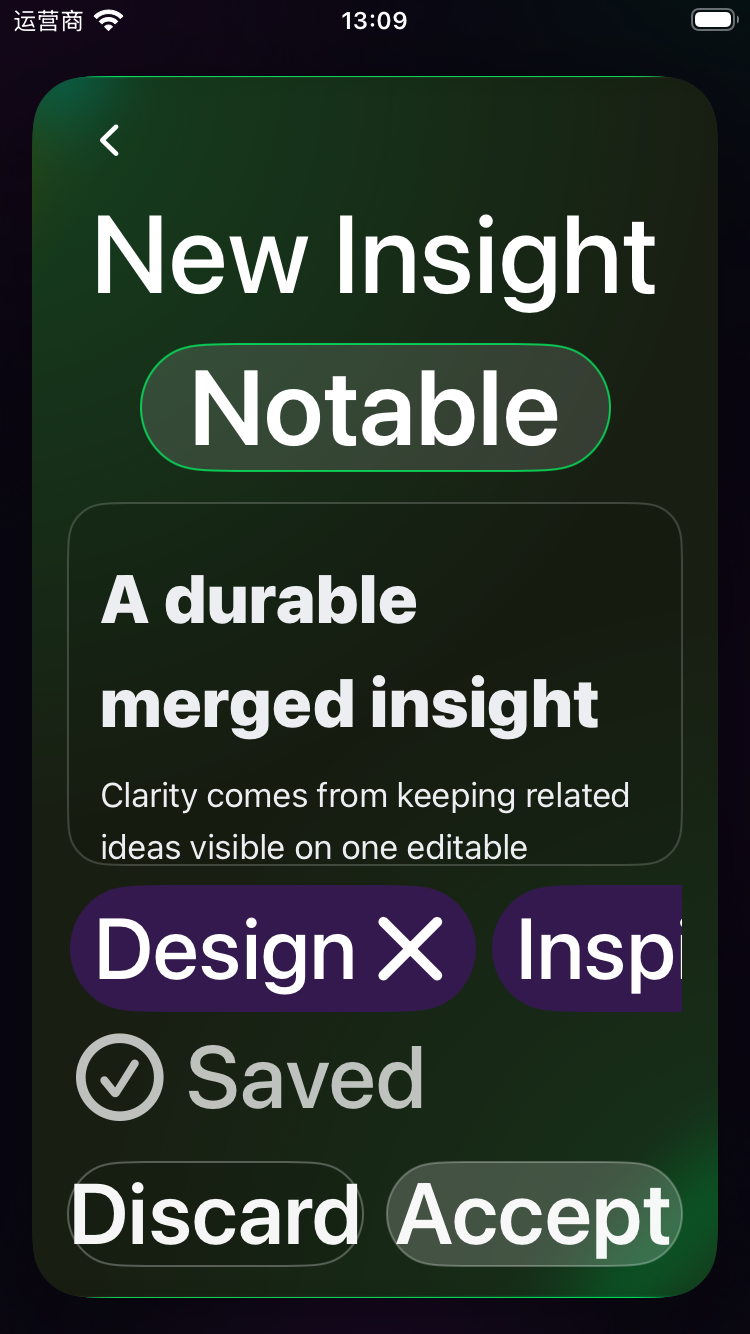 运营商
13:09
New Insight
Notable
A durable
merged insight
Clarity comes from keeping related
ideas visible on one editable
Design Inspi
Saved
Discard Accept